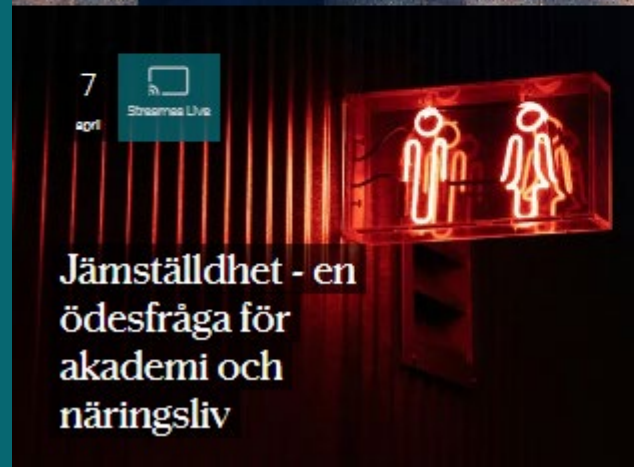 7
april
Streamas Live
Jämställdhet - en
ödesfråga för
akademi och
näringsliv